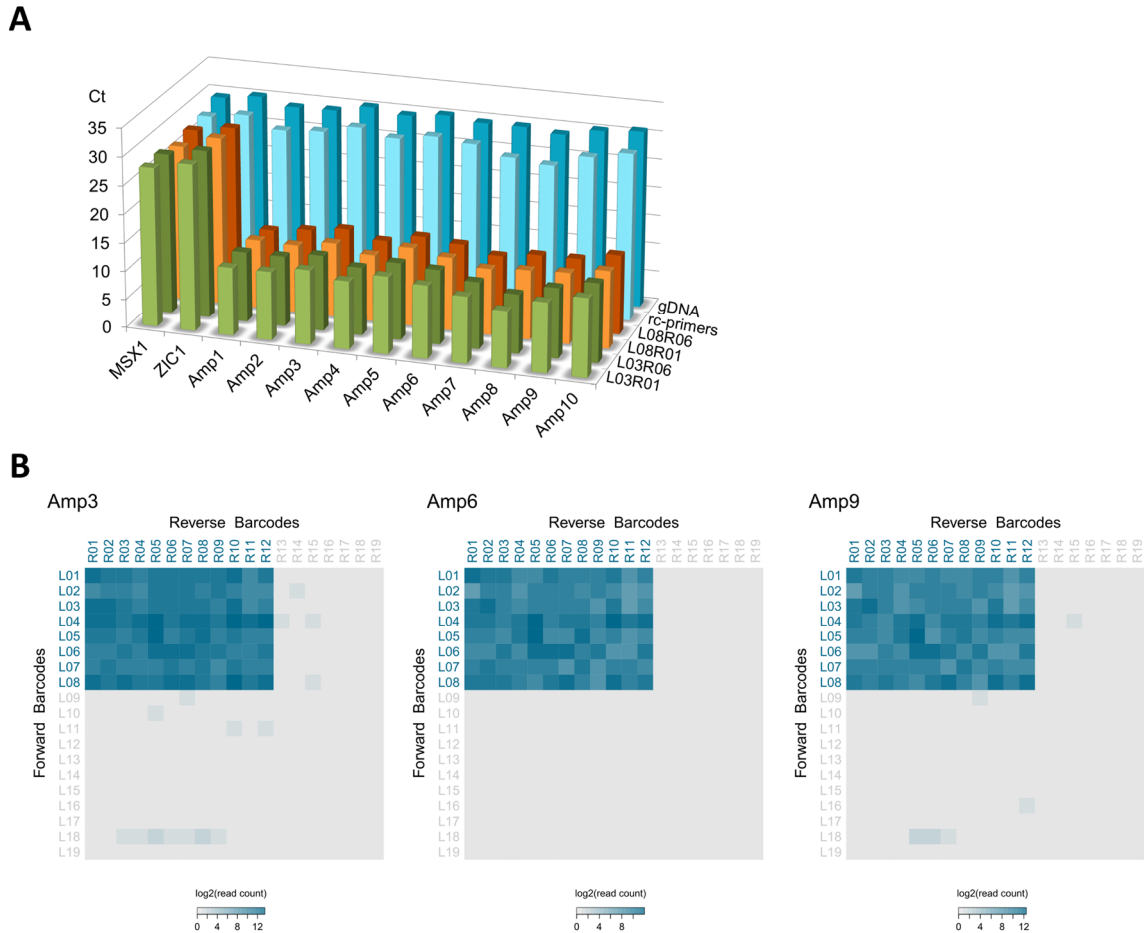 A
Ct
35
30
25
20
15
10
5
0
MSX1
ZIC1
Amp1
Amp2
Amp3
Amp4
Amp5
Amp6
Amp7
Amp8
Amp9
Amp10
gDNA
rc-primers
L08R06
L08R01
L03R06
L03R01
B
Amp3
Reverse Barcodes
R01 R02 R03 R04 R05 R06 R07 R08 R09 R10 R11 R12 R13 R14 R15 R16 R17 R18 R19
Forward Barcodes
L01
L02
L03
L04
L05
L06
L07
L08
L09
L10
L11
L12
L13
L14
L15
L16
L17
L18
L19
log2(read count)
0 4 8 12
Amp6
Reverse Barcodes
R01 R02 R03 R04 R05 R06 R07 R08 R09 R10 R11 R12 R13 R14 R15 R16 R17 R18 R19
Forward Barcodes
L01
L02
L03
L04
L05
L06
L07
L08
L09
L10
L11
L12
L13
L14
L15
L16
L17
L18
L19
log2(read count)
0 4 8
Amp9
Reverse Barcodes
R01 R02 R03 R04 R05 R06 R07 R08 R09 R10 R11 R12 R13 R14 R15 R16 R17 R18 R19
Forward Barcodes
L01
L02
L03
L04
L05
L06
L07
L08
L09
L10
L11
L12
L13
L14
L15
L16
L17
L18
L19
log2(read count)
0 4 8 12